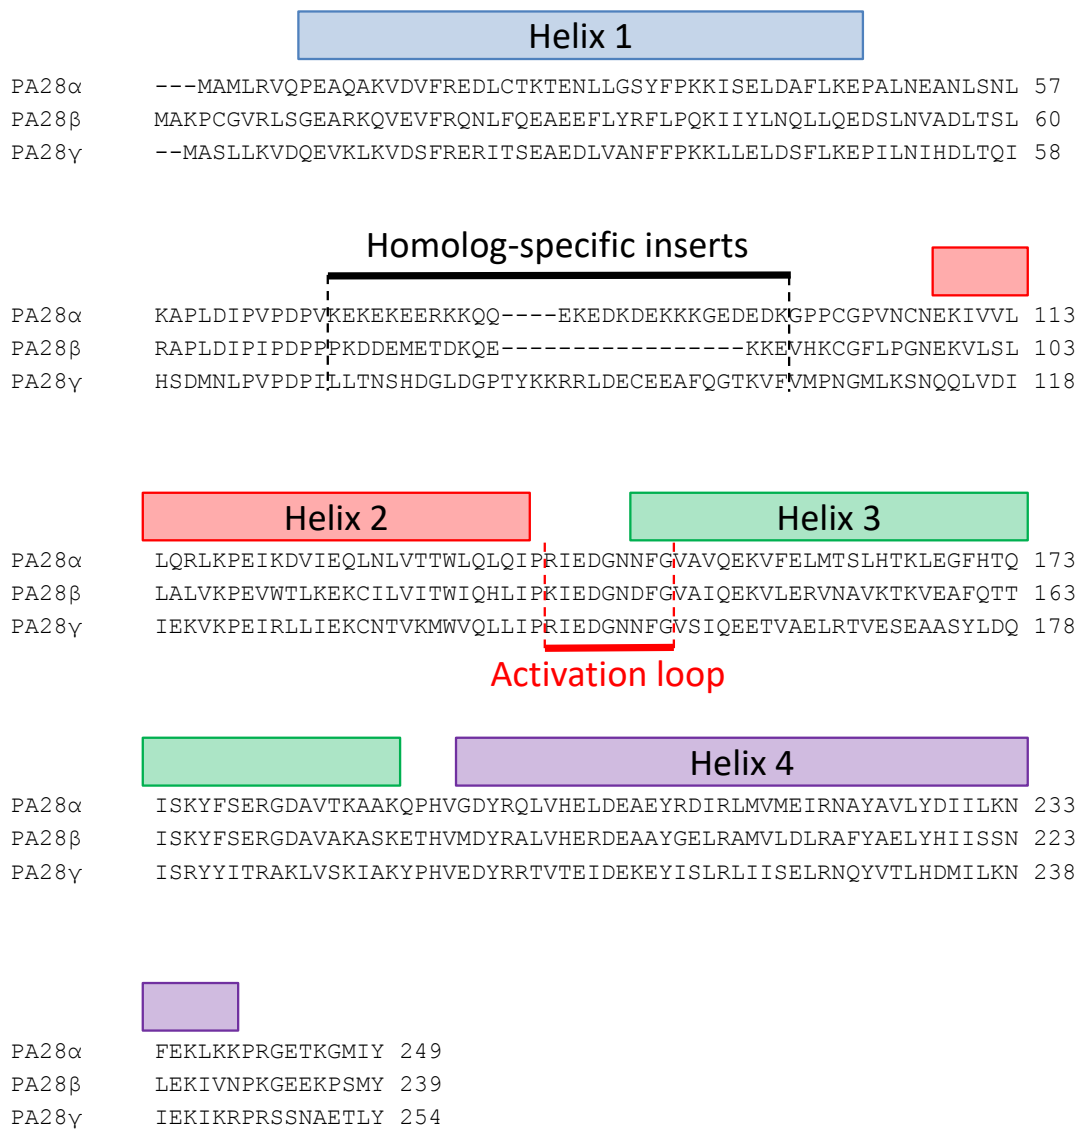 Helix 1
PA28α ---MAMLRVQPEAQAKVDVFREDLCTKTENLLGSYFPKKISELDAFLKEPALNEANLSNL 57
PA28β MAKPCGVRLSGEARKQVEVFRQNLFQEAEEFLYRFLPQKIIYLNQLLQEDSLNVADLTSL 60
PA28γ --MASLLKVDQEVKLKVDSFRERITSEAEDLVANFFPKKLLELDSFLKEPILNIHDLTQI 58
Homolog-specific inserts
PA28α KAPLDIPVPDPVKEKEKEERKKQQ----EKEDKDEKKKGEDEDKGPPCGPVNCNEKIVVL 113
PA28β RAPLDIPIPDPPPKDDEMETDKQE-----------------KKEVHKCGFLPGNEKVLSL 103
PA28γ HSDMNLPVPDPILLTNSHDGLDGPTYKKRRLDECEEAFQGTKVFVMPNGMLKSNQQLVDI 118
Helix 2 Helix 3
PA28α LQRLKPEIKDVIEQLNLVTTWLQLQIPRIEDGNNFGVAVQEKVFELMTSLHTKLEGFHTQ 173
PA28β LALVKPEVWTLKEKCILVITWIQHLIPKIEDGNDFGVAIQEKVLERVNAVKTKVEAFQTT 163
PA28γ IEKVKPEIRLLIEKCNTVKMWVQLLIPRIEDGNNFGVSIQEETVAELRTVESEAASYLDQ 178
Activation loop
Helix 4
PA28α ISKYFSERGDAVTKAAKQPHVGDYRQLVHELDEAEYRDIRLMVMEIRNAYAVLYDIILKN 233
PA28β ISKYFSERGDAVAKASKETHVMDYRALVHERDEAAYGELRAMVLDLRAFYAELYHIISSN 223
PA28γ ISRYYITRAKLVSKIAKYPHVEDYRRTVTEIDEKEYISLRLIISELRNQYVTLHDMILKN 238
PA28α FEKLKKPRGETKGMIY 249
PA28β LEKIVNPKGEEKPSMY 239
PA28γ IEKIKRPRSSNAETLY 254